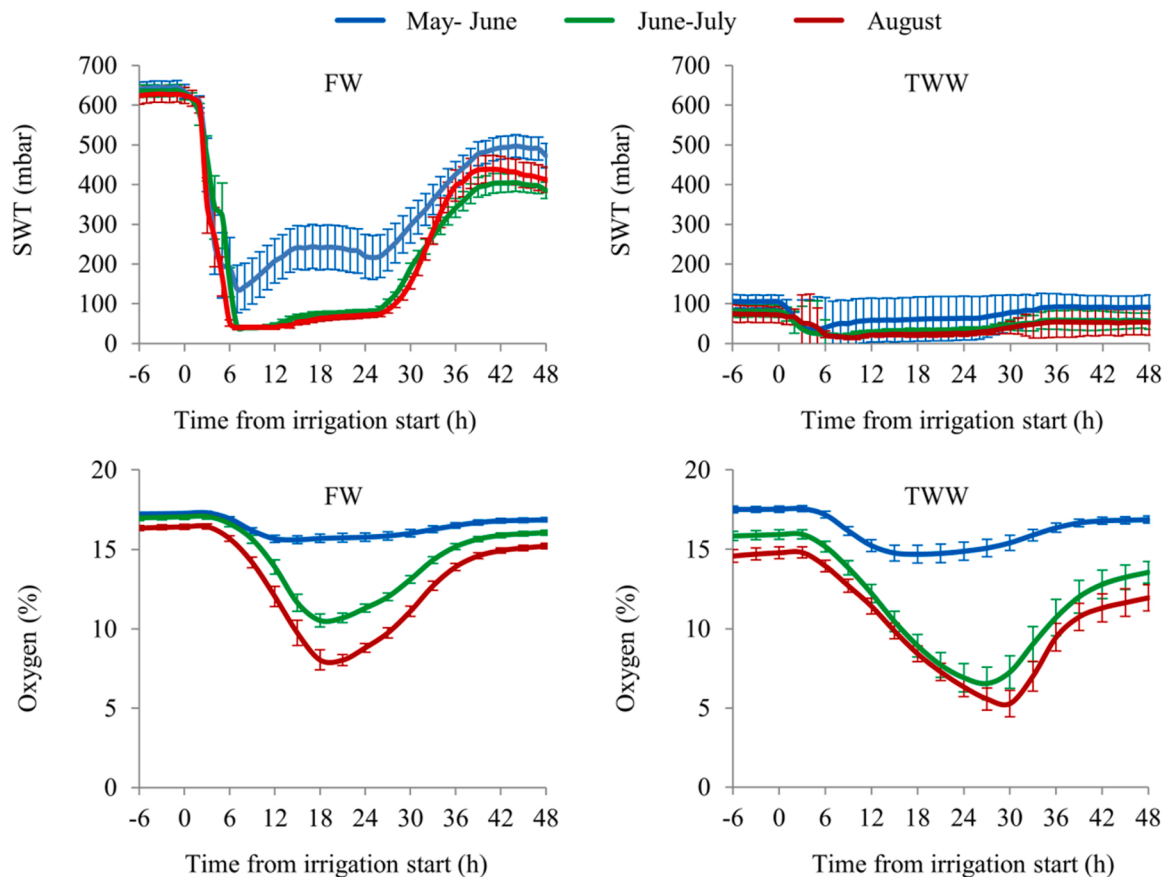 May- June June-July August
FW
SWT (mbar)
700
600
500
400
300
200
100
0
-6 0 6 12 18 24 30 36 42 48
Time from irrigation start (h)
TWW
SWT (mbar)
700
600
500
400
300
200
100
0
-6 0 6 12 18 24 30 36 42 48
Time from irrigation start (h)
FW
Oxygen (%)
20
15
10
5
0
-6 0 6 12 18 24 30 36 42 48
Time from irrigation start (h)
TWW
Oxygen (%)
20
15
10
5
0
-6 0 6 12 18 24 30 36 42 48
Time from irrigation start (h)